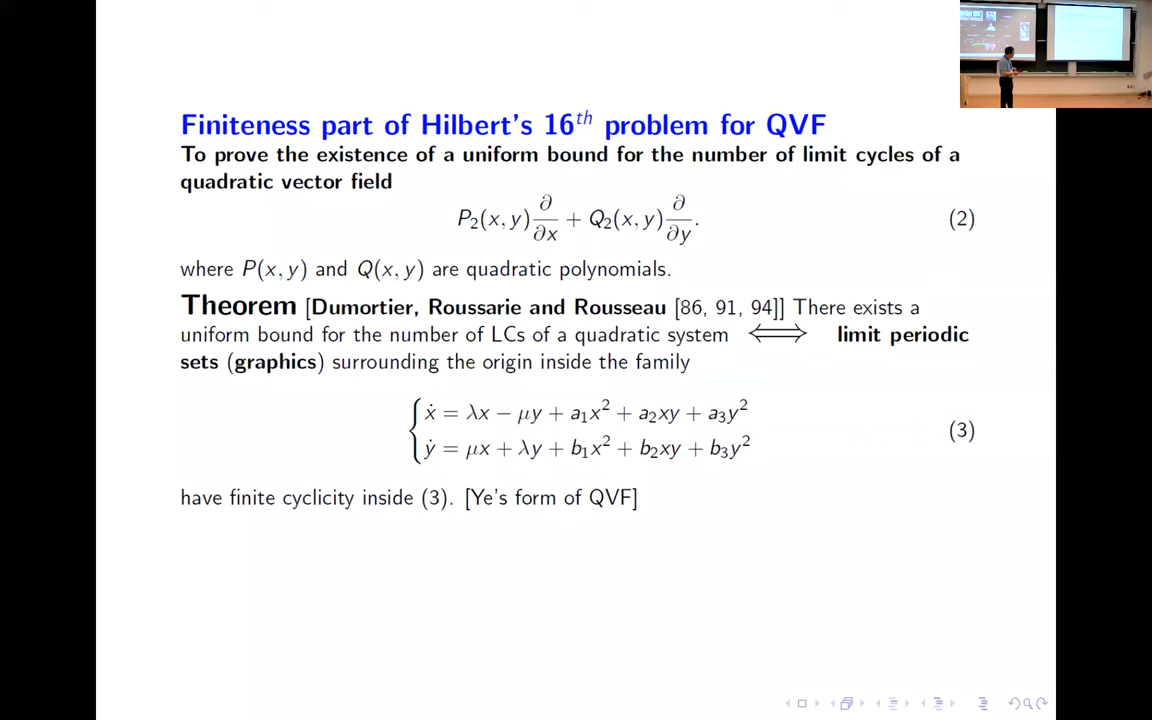 Finiteness part of Hilbert's 16th problem for QVF
To prove the existence of a uniform bound for the number of limit cycles of a
quadratic vector field
P₂(x, y) ∂/∂x + Q₂(x, y) ∂/∂y. (2)
where P(x, y) and Q(x, y) are quadratic polynomials.
Theorem [Dumortier, Roussarie and Rousseau [86, 91, 94]] There exists a
uniform bound for the number of LCs of a quadratic system ⟺ limit periodic
sets (graphics) surrounding the origin inside the family
ẋ = λx − μy + a₁x² + a₂xy + a₃y²
ẏ = μx + λy + b₁x² + b₂xy + b₃y² (3)
have finite cyclicity inside (3). [Ye's form of QVF]